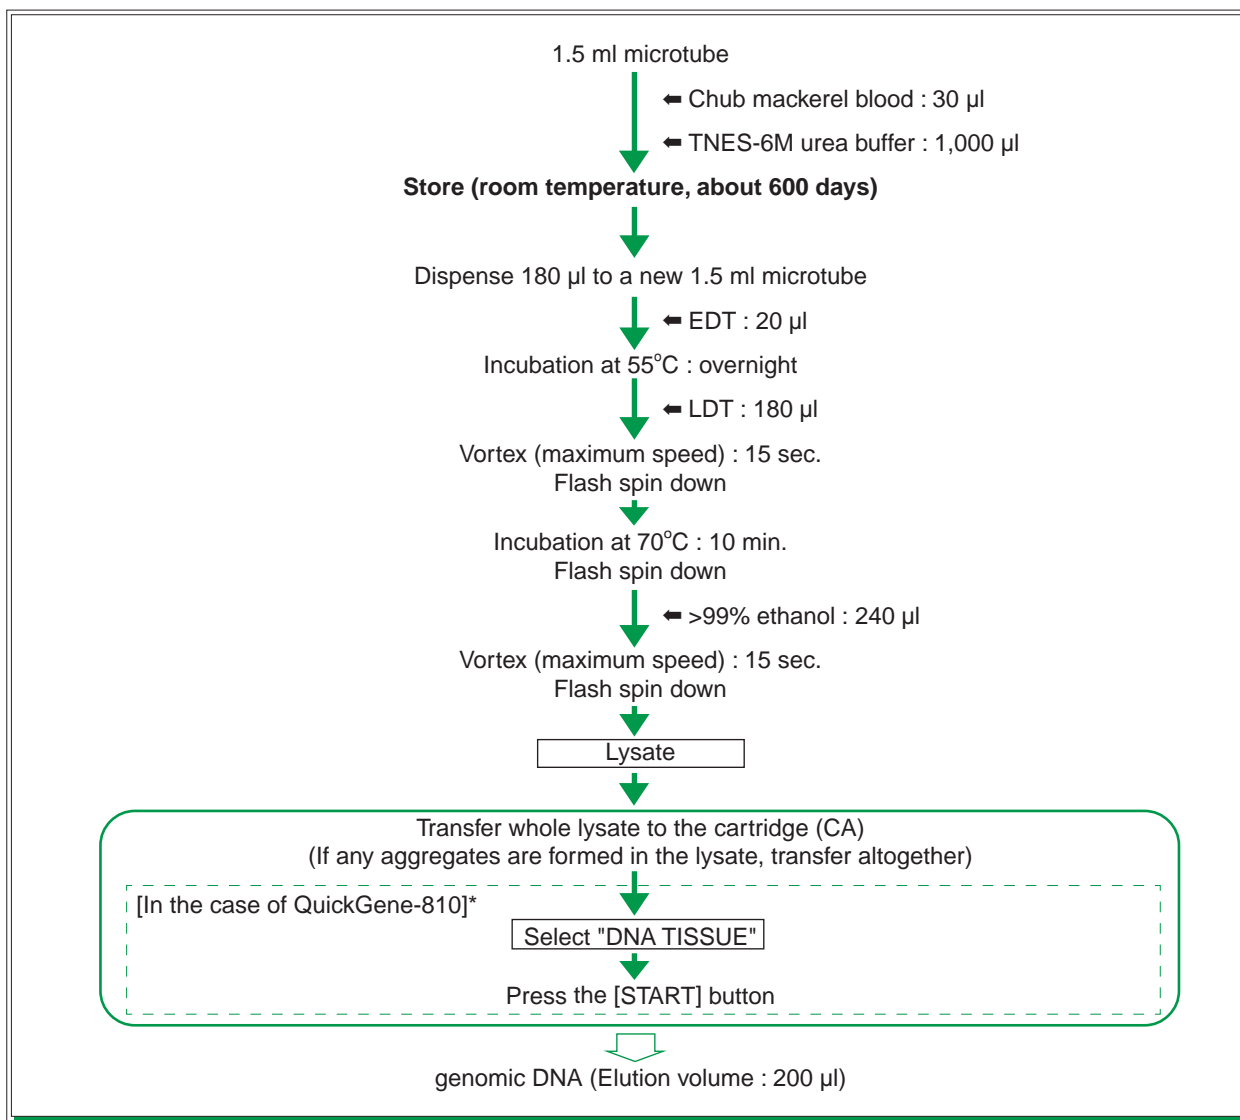 1.5 ml microtube
⬅ Chub mackerel blood : 30 µl
⬅ TNES-6M urea buffer : 1,000 µl
Store (room temperature, about 600 days)
Dispense 180 µl to a new 1.5 ml microtube
⬅ EDT : 20 µl
Incubation at 55°C : overnight
⬅ LDT : 180 µl
Vortex (maximum speed) : 15 sec.
Flash spin down
Incubation at 70°C : 10 min.
Flash spin down
⬅ >99% ethanol : 240 µl
Vortex (maximum speed) : 15 sec.
Flash spin down
Lysate
Transfer whole lysate to the cartridge (CA)
(If any aggregates are formed in the lysate, transfer altogether)
[In the case of QuickGene-810]*
Select "DNA TISSUE"
Press the [START] button
genomic DNA (Elution volume : 200 µl)